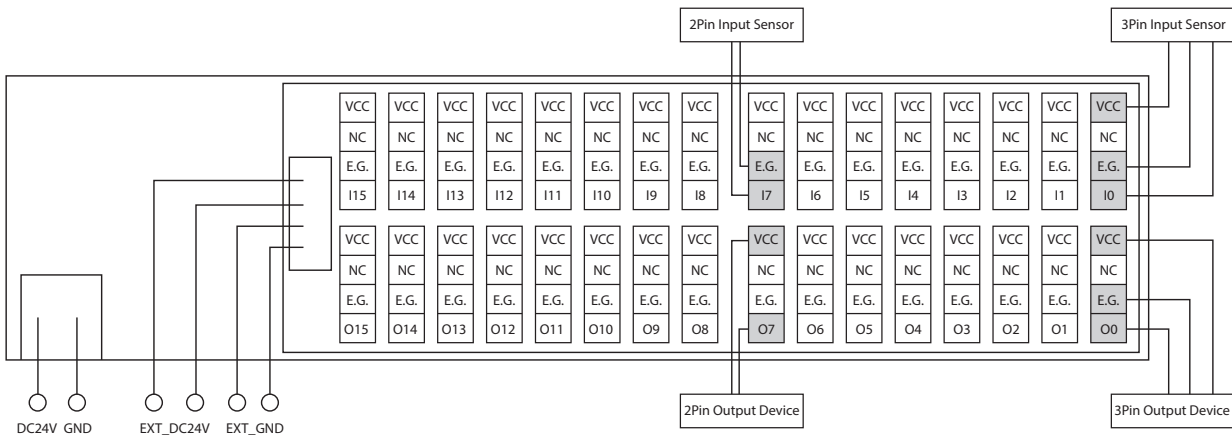 2Pin Input Sensor 3Pin Input Sensor
VCC VCC VCC VCC VCC VCC VCC VCC VCC VCC VCC VCC VCC VCC VCC VCC
NC NC NC NC NC NC NC NC NC NC NC NC NC NC NC NC
E.G. E.G. E.G. E.G. E.G. E.G. E.G. E.G. E.G. E.G. E.G. E.G. E.G. E.G. E.G. E.G.
I15 I14 I13 I12 I11 I10 I9 I8 I7 I6 I5 I4 I3 I2 I1 I0
VCC VCC VCC VCC VCC VCC VCC VCC VCC VCC VCC VCC VCC VCC VCC VCC
NC NC NC NC NC NC NC NC NC NC NC NC NC NC NC NC
E.G. E.G. E.G. E.G. E.G. E.G. E.G. E.G. E.G. E.G. E.G. E.G. E.G. E.G. E.G. E.G.
O15 O14 O13 O12 O11 O10 O9 O8 O7 O6 O5 O4 O3 O2 O1 O0
2Pin Output Device 3Pin Output Device
DC24V GND EXT_DC24V EXT_GND